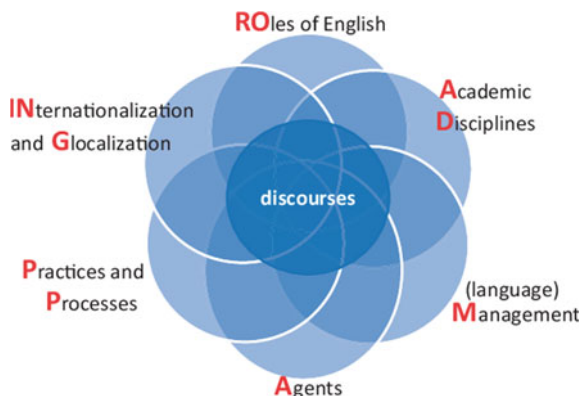 ROles of English
Academic
Disciplines
(language)
Management
Agents
Practices and
Processes
INternationalization
and Glocalization
discourses